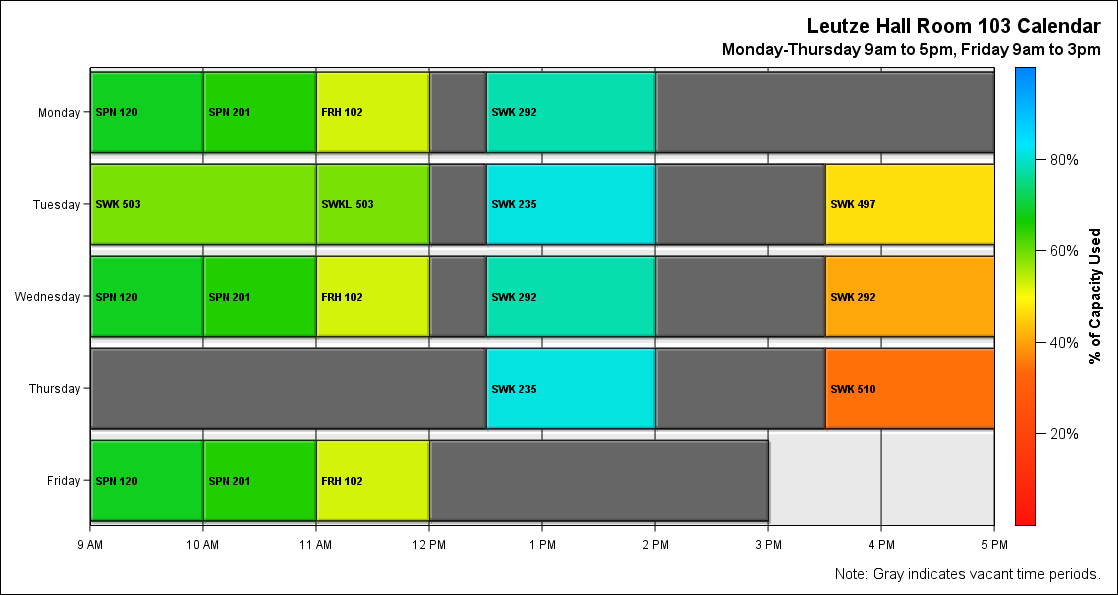 Leutze Hall Room 103 Calendar
Monday-Thursday 9am to 5pm, Friday 9am to 3pm
Monday
SPN 120
SPN 201
FRH 102
SWK 292
Tuesday
SWK 503
SWKL 503
SWK 235
SWK 497
Wednesday
SPN 120
SPN 201
FRH 102
SWK 292
SWK 292
Thursday
SWK 235
SWK 510
Friday
SPN 120
SPN 201
FRH 102
9 AM
10 AM
11 AM
12 PM
1 PM
2 PM
3 PM
4 PM
5 PM
80%
60%
40%
20%
% of Capacity Used
Note: Gray indicates vacant time periods.